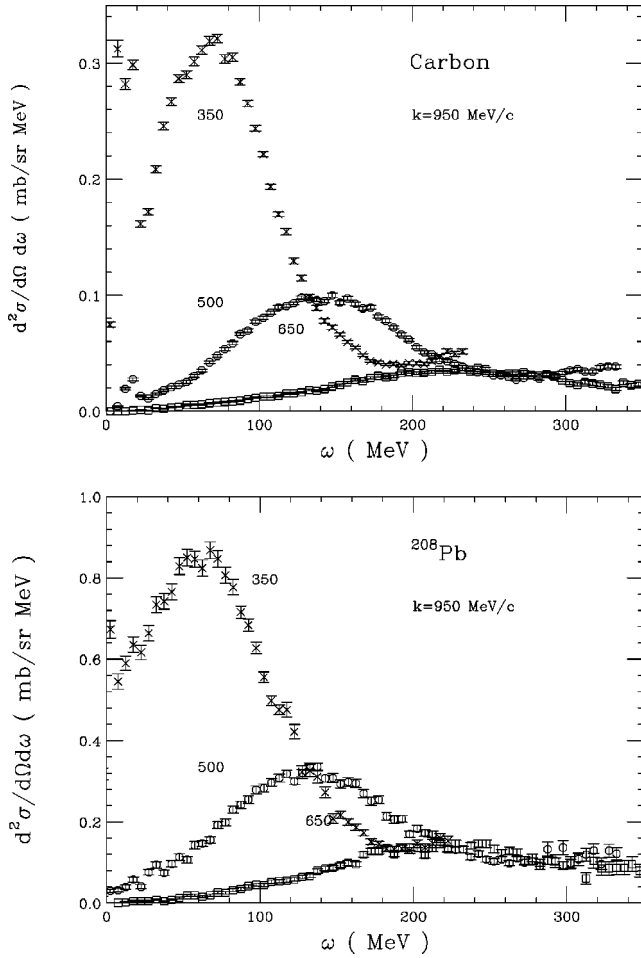 0.3
0.2
0.1
0.0
d²σ/dΩ dω ( mb/sr MeV )
Carbon
k=950 MeV/c
350
500
650
0 100 200 300
ω ( MeV )
1.0
0.8
0.6
0.4
0.2
0.0
d²σ/dΩdω ( mb/sr MeV )
²⁰⁸Pb
k=950 MeV/c
350
500
650
0 100 200 300
ω ( MeV )